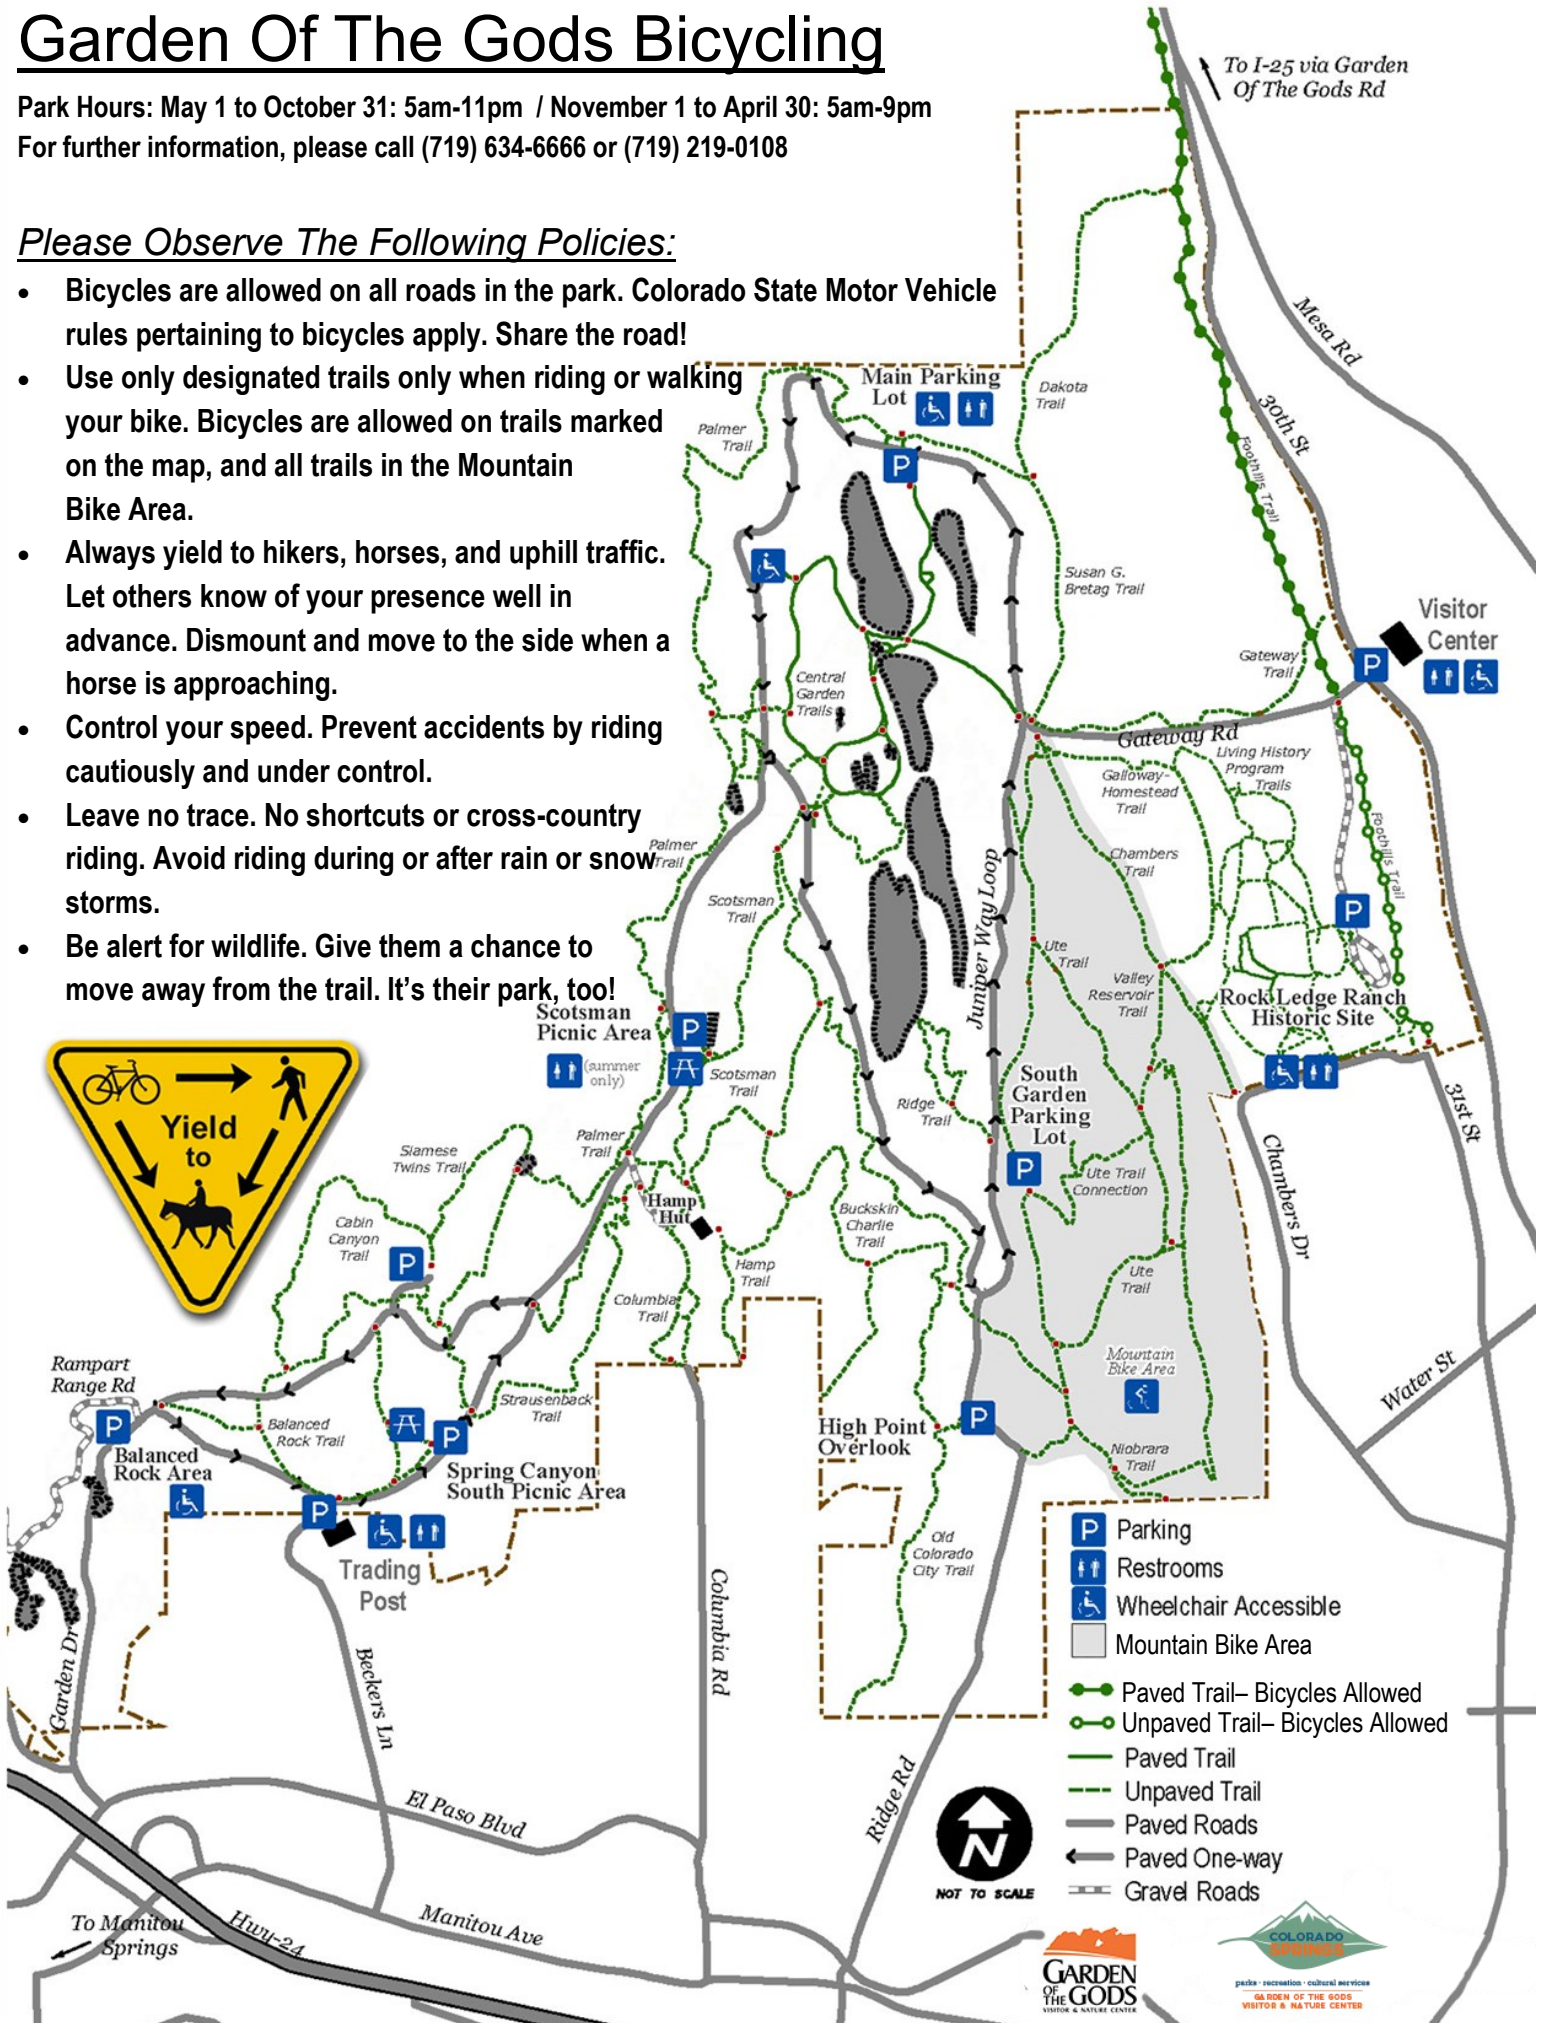 Garden Of The Gods Bicycling
Park Hours: May 1 to October 31: 5am-11pm / November 1 to April 30: 5am-9pm
For further information, please call (719) 634-6666 or (719) 219-0108
Please Observe The Following Policies:
• Bicycles are allowed on all roads in the park. Colorado State Motor Vehicle
rules pertaining to bicycles apply. Share the road!
• Use only designated trails only when riding or walking
your bike. Bicycles are allowed on trails marked
on the map, and all trails in the Mountain
Bike Area.
• Always yield to hikers, horses, and uphill traffic.
Let others know of your presence well in
advance. Dismount and move to the side when a
horse is approaching.
• Control your speed. Prevent accidents by riding
cautiously and under control.
• Leave no trace. No shortcuts or cross-country
riding. Avoid riding during or after rain or snow
storms.
• Be alert for wildlife. Give them a chance to
move away from the trail. It's their park, too!
Yield
to
To I-25 via Garden
Of The Gods Rd
Mesa Rd
30th St
Foothills Trail
Main Parking
Lot
P
Dakota
Trail
Palmer
Trail
Susan G.
Bretag Trail
Visitor
Center
P
Gateway
Trail
Central
Garden
Trails
Gateway Rd
Living History
Program
Trails
Galloway-
Homestead
Trail
Foothills Trail
Chambers
Trail
Palmer
Trail
Scotsman
Trail
Juniper Way Loop
P
Ute
Trail
Valley
Reservoir
Trail
Rock Ledge Ranch
Historic Site
Scotsman
Picnic Area
P
(summer
only)
Scotsman
Trail
South
Garden
Parking
Lot
P
Ridge
Trail
31st St
Chambers Dr
Palmer
Trail
Siamese
Twins Trail
Ute Trail
Connection
Hamp
Hut
Buckskin
Charlie
Trail
Cabin
Canyon
Trail
P
Hamp
Trail
Ute
Trail
Columbia
Trail
Mountain
Bike Area
Rampart
Range Rd
Water St
Strausenback
Trail
P
Balanced
Rock Trail
High Point
Overlook
P
Balanced
Rock Area
P
Spring Canyon
South Picnic Area
Niobrara
Trail
P
Trading
Post
Old
Colorado
City Trail
P Parking
Restrooms
Wheelchair Accessible
Mountain Bike Area
Paved Trail– Bicycles Allowed
Unpaved Trail– Bicycles Allowed
Paved Trail
Unpaved Trail
Paved Roads
Paved One-way
Gravel Roads
Garden Dr
Beckers Ln
Columbia Rd
Ridge Rd
El Paso Blvd
Manitou Ave
Hwy-24
To Manitou
Springs
N
NOT TO SCALE
GARDEN
OF THE GODS
VISITOR & NATURE CENTER
COLORADO
SPRINGS
parks · recreation · cultural services
GARDEN OF THE GODS
VISITOR & NATURE CENTER